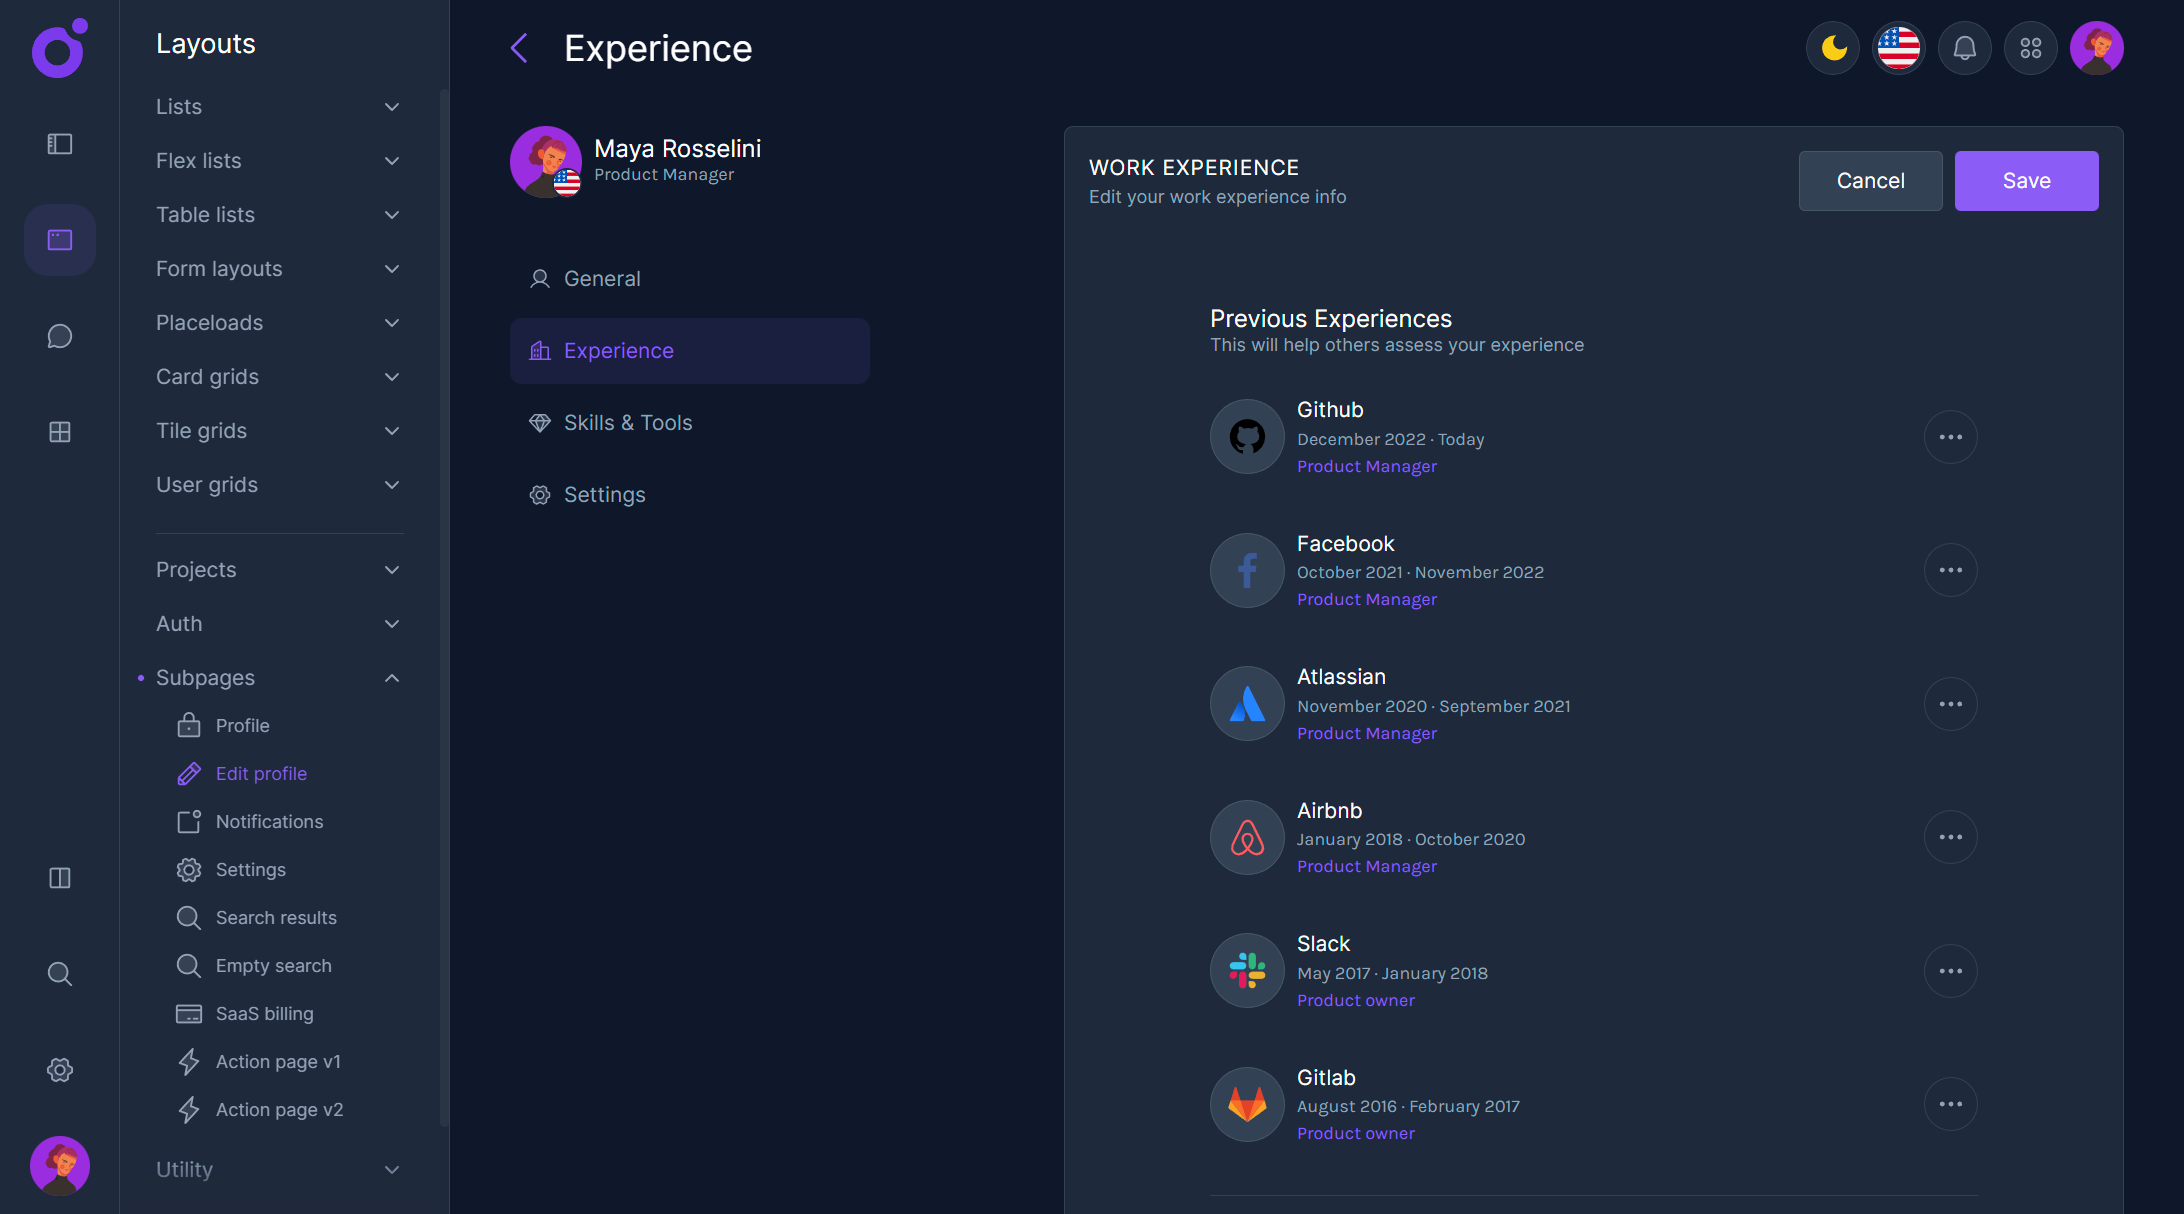 Layouts
Lists
Flex lists
Table lists
Form layouts
Placeloads
Card grids
Tile grids
User grids
Projects
Auth
Subpages
Profile
Edit profile
Notifications
Settings
Search results
Empty search
SaaS billing
Action page v1
Action page v2
Utility
Experience
Maya Rosselini
Product Manager
General
Experience
Skills & Tools
Settings
WORK EXPERIENCE
Edit your work experience info
Cancel
Save
Previous Experiences
This will help others assess your experience
Github
December 2022 · Today
Product Manager
Facebook
October 2021 · November 2022
Product Manager
Atlassian
November 2020 · September 2021
Product Manager
Airbnb
January 2018 · October 2020
Product Manager
Slack
May 2017 · January 2018
Product owner
Gitlab
August 2016 · February 2017
Product owner